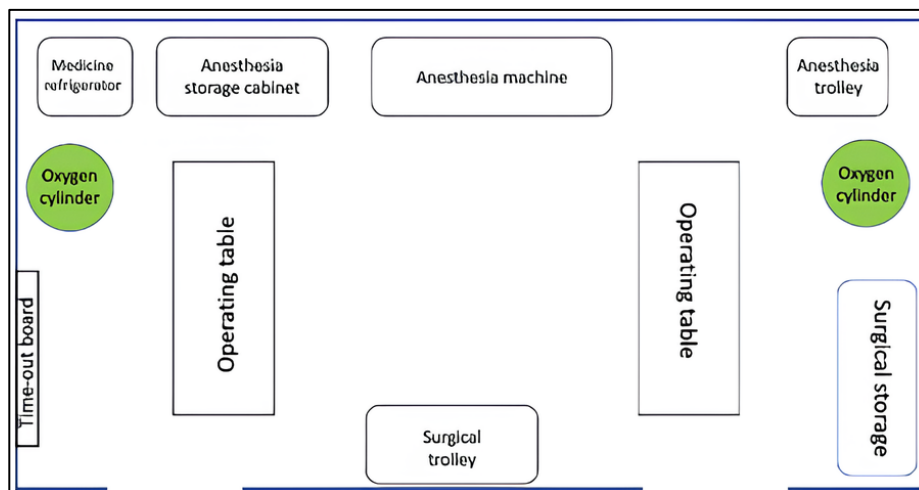 Medicine
refrigerator
Anesthesia
storage cabinet
Anesthesia machine
Anesthesia
trolley
Oxygen
cylinder
Operating table
Operating table
Oxygen
cylinder
Time-out board
Surgical
trolley
Surgical storage